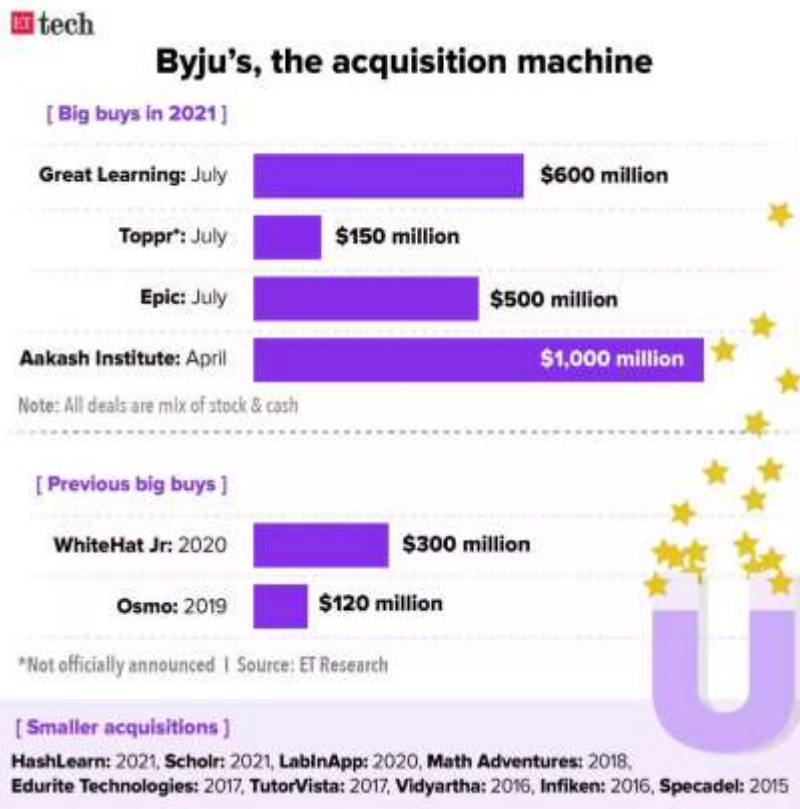 ET tech
Byju's, the acquisition machine
[ Big buys in 2021 ]
Great Learning: July $600 million
Toppr*: July $150 million
Epic: July $500 million
Aakash Institute: April $1,000 million
Note: All deals are mix of stock & cash
[ Previous big buys ]
WhiteHat Jr: 2020 $300 million
Osmo: 2019 $120 million
*Not officially announced | Source: ET Research
[ Smaller acquisitions ]
HashLearn: 2021, Scholr: 2021, LabInApp: 2020, Math Adventures: 2018,
Edurite Technologies: 2017, TutorVista: 2017, Vidyartha: 2016, Infiken: 2016, Specadel: 2015